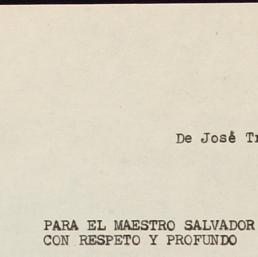 De José Tr
PARA EL MAESTRO SALVADOR
CON RESPETO Y PROFUNDO